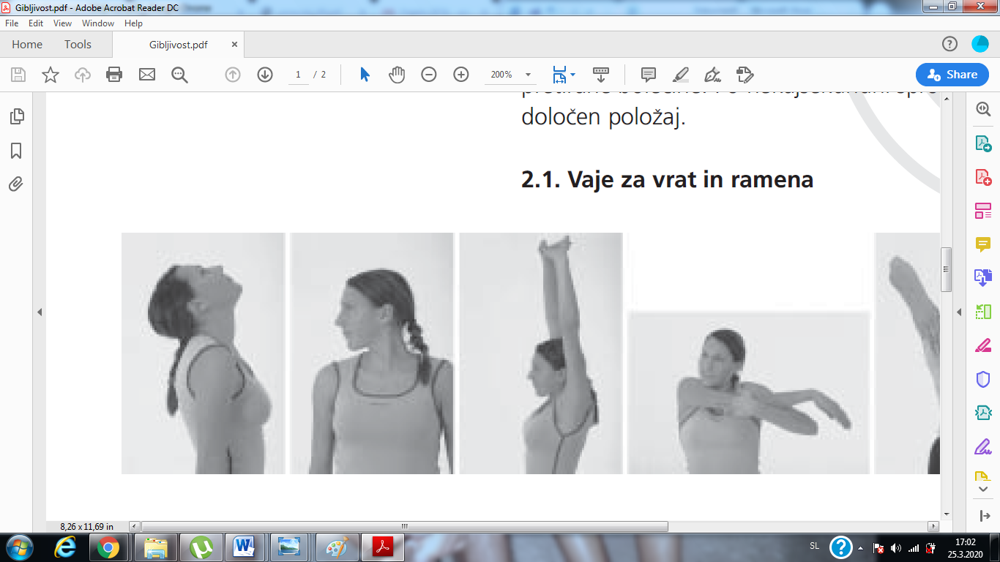 Gibljivost.pdf - Adobe Acrobat Reader DC
File Edit View Window Help
Home Tools Gibljivost.pdf ×
1 / 2 200% Share
določen položaj.
2.1. Vaje za vrat in ramena
8,26 x 11,69 in
SL 17:02
25.3.2020